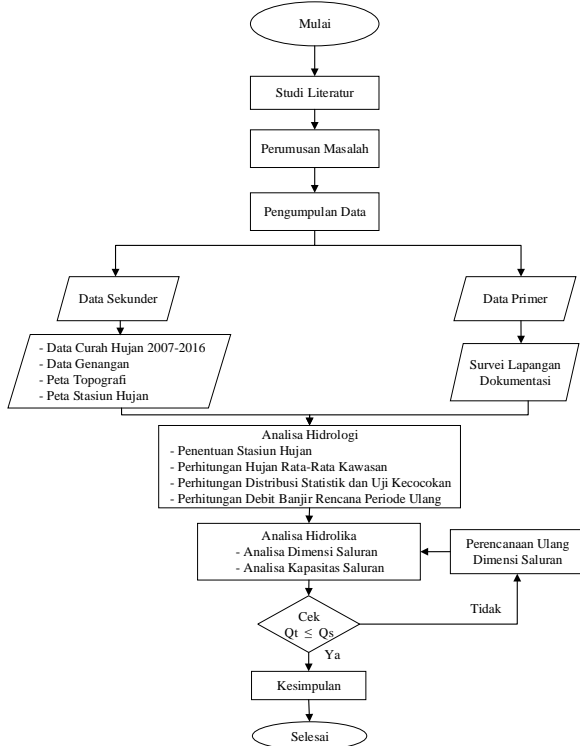 Mulai
Studi Literatur
Perumusan Masalah
Pengumpulan Data
Data Sekunder
Data Primer
- Data Curah Hujan 2007-2016
- Data Genangan
- Peta Topografi
- Peta Stasiun Hujan
Survei Lapangan
Dokumentasi
Analisa Hidrologi
- Penentuan Stasiun Hujan
- Perhitungan Hujan Rata-Rata Kawasan
- Perhitungan Distribusi Statistik dan Uji Kecocokan
- Perhitungan Debit Banjir Rencana Periode Ulang
Analisa Hidrolika
- Analisa Dimensi Saluran
- Analisa Kapasitas Saluran
Perencanaan Ulang
Dimensi Saluran
Cek
Qt ≤ Qs
Tidak
Ya
Kesimpulan
Selesai